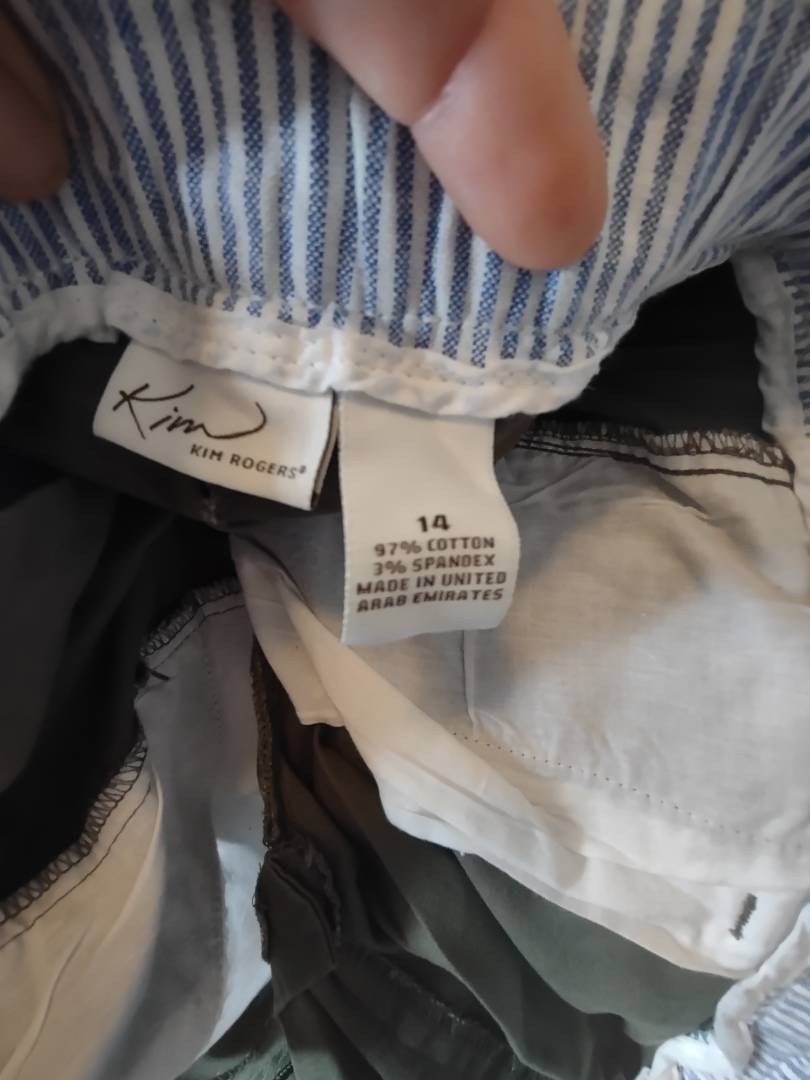 Kim
KIM ROGERS®
14
97% COTTON
3% SPANDEX
MADE IN UNITED
ARAB EMIRATES